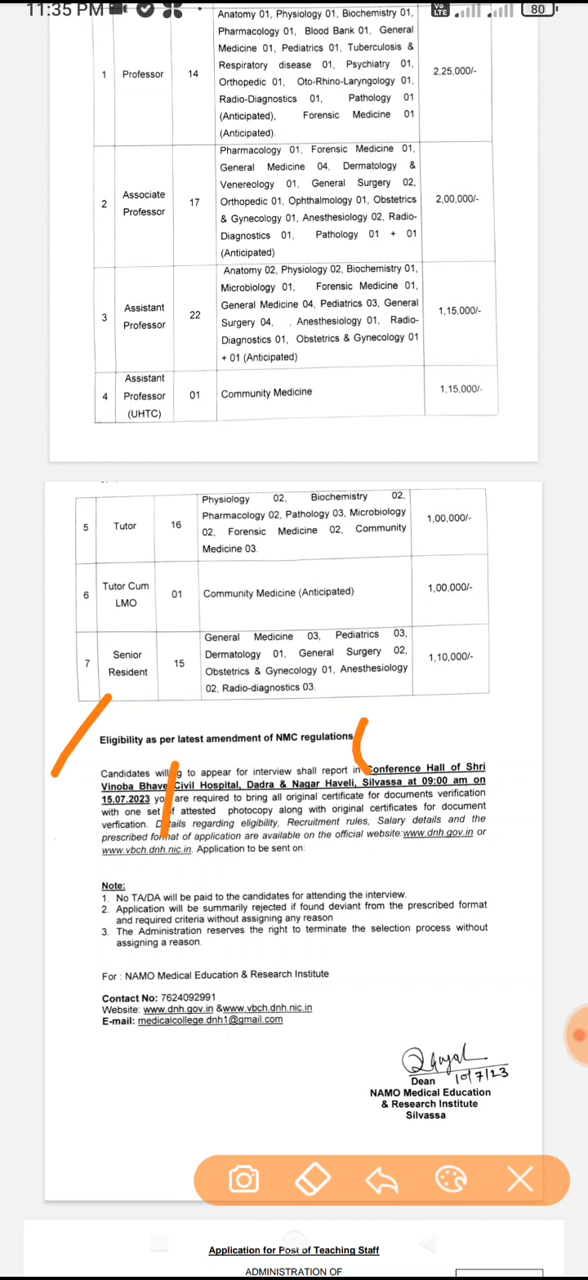 11:35 PM
Vo LTE 80
Anatomy 01, Physiology 01, Biochemistry 01,
Pharmacology 01, Blood Bank 01, General
Medicine 01, Pediatrics 01, Tuberculosis &
Respiratory disease 01, Psychiatry 01,
1 Professor 14 Orthopedic 01, Oto-Rhino-Laryngology 01, 2,25,000/-
Radio-Diagnostics 01, Pathology 01
(Anticipated), Forensic Medicine 01
(Anticipated).
Pharmacology 01, Forensic Medicine 01,
General Medicine 04, Dermatology &
Venereology 01, General Surgery 02,
2 Associate Professor 17 Orthopedic 01, Ophthalmology 01, Obstetrics 2,00,000/-
& Gynecology 01, Anesthesiology 02, Radio-
Diagnostics 01, Pathology 01 + 01
(Anticipated)
Anatomy 02, Physiology 02, Biochemistry 01,
Microbiology 01, Forensic Medicine 01,
General Medicine 04, Pediatrics 03, General
3 Assistant Professor 22 Surgery 04, , Anesthesiology 01, Radio- 1,15,000/-
Diagnostics 01, Obstetrics & Gynecology 01
+ 01 (Anticipated)
4 Assistant Professor (UHTC) 01 Community Medicine 1,15,000/-
Physiology 02, Biochemistry 02,
5 Tutor 16 Pharmacology 02, Pathology 03, Microbiology 1,00,000/-
02, Forensic Medicine 02, Community
Medicine 03.
6 Tutor Cum LMO 01 Community Medicine (Anticipated) 1,00,000/-
General Medicine 03, Pediatrics 03,
7 Senior Resident 15 Dermatology 01, General Surgery 02, 1,10,000/-
Obstetrics & Gynecology 01, Anesthesiology
02, Radio-diagnostics 03.
Eligibility as per latest amendment of NMC regulations
Candidates willing to appear for interview shall report in Conference Hall of Shri
Vinoba Bhave Civil Hospital, Dadra & Nagar Haveli, Silvassa at 09:00 am on
15.07.2023 you are required to bring all original certificate for documents verification
with one set of attested photocopy along with original certificates for document
verfication. Details regarding eligibility, Recruitment rules, Salary details and the
prescribed format of application are available on the official website:www.dnh.gov.in or
www.vbch.dnh.nic.in. Application to be sent on:
Note:
1. No TA/DA will be paid to the candidates for attending the interview.
2. Application will be summarily rejected if found deviant from the prescribed format
and required criteria without assigning any reason
3. The Administration reserves the right to terminate the selection process without
assigning a reason.
For : NAMO Medical Education & Research Institute
Contact No: 7624092991
Website: www.dnh.gov.in &www.vbch.dnh.nic.in
E-mail: medicalcollege.dnh1@gmail.com
10/7/23
Dean
NAMO Medical Education
& Research Institute
Silvassa
Application for Post of Teaching Staff
ADMINISTRATION OF